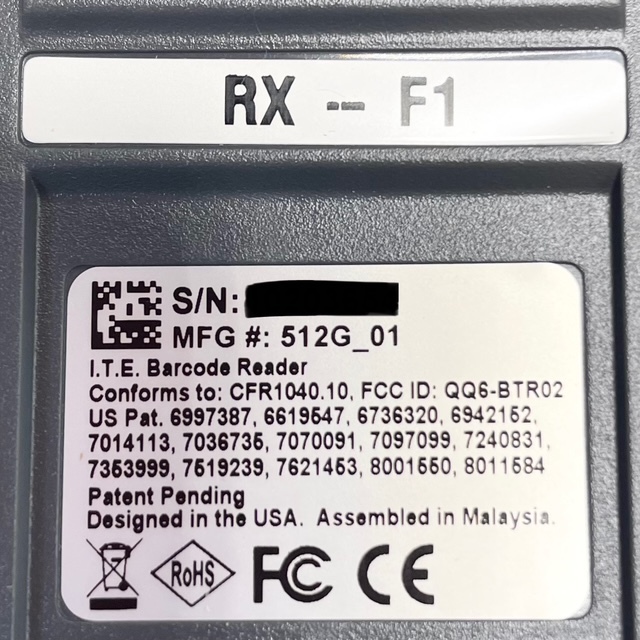 RX -- F1
S/N:
MFG #: 512G_01
I.T.E. Barcode Reader
Conforms to: CFR1040.10, FCC ID: QQ6-BTR02
US Pat. 6997387, 6619547, 6736320, 6942152,
7014113, 7036735, 7070091, 7097099, 7240831,
7353999, 7519239, 7621453, 8001550, 8011584
Patent Pending
Designed in the USA. Assembled in Malaysia.
RoHS FC CE